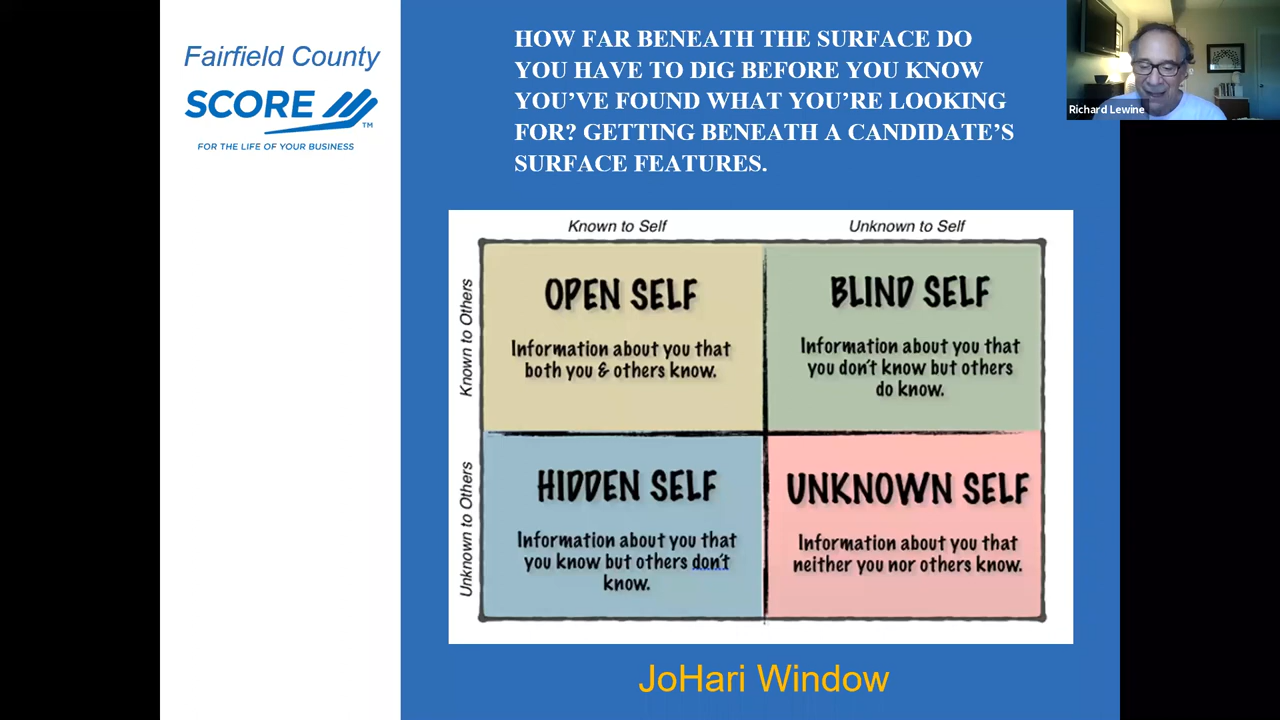 Fairfield County
SCORE
TM
FOR THE LIFE OF YOUR BUSINESS
HOW FAR BENEATH THE SURFACE DO
YOU HAVE TO DIG BEFORE YOU KNOW
YOU’VE FOUND WHAT YOU’RE LOOKING
FOR? GETTING BENEATH A CANDIDATE’S
SURFACE FEATURES.
Richard Lewine
Known to Self
Unknown to Self
Known to Others
OPEN SELF
Information about you that
both you & others know.
BLIND SELF
Information about you that
you don't know but others
do know.
Unknown to Others
HIDDEN SELF
Information about you that
you know but others don't
know.
UNKNOWN SELF
Information about you that
neither you nor others know.
JoHari Window